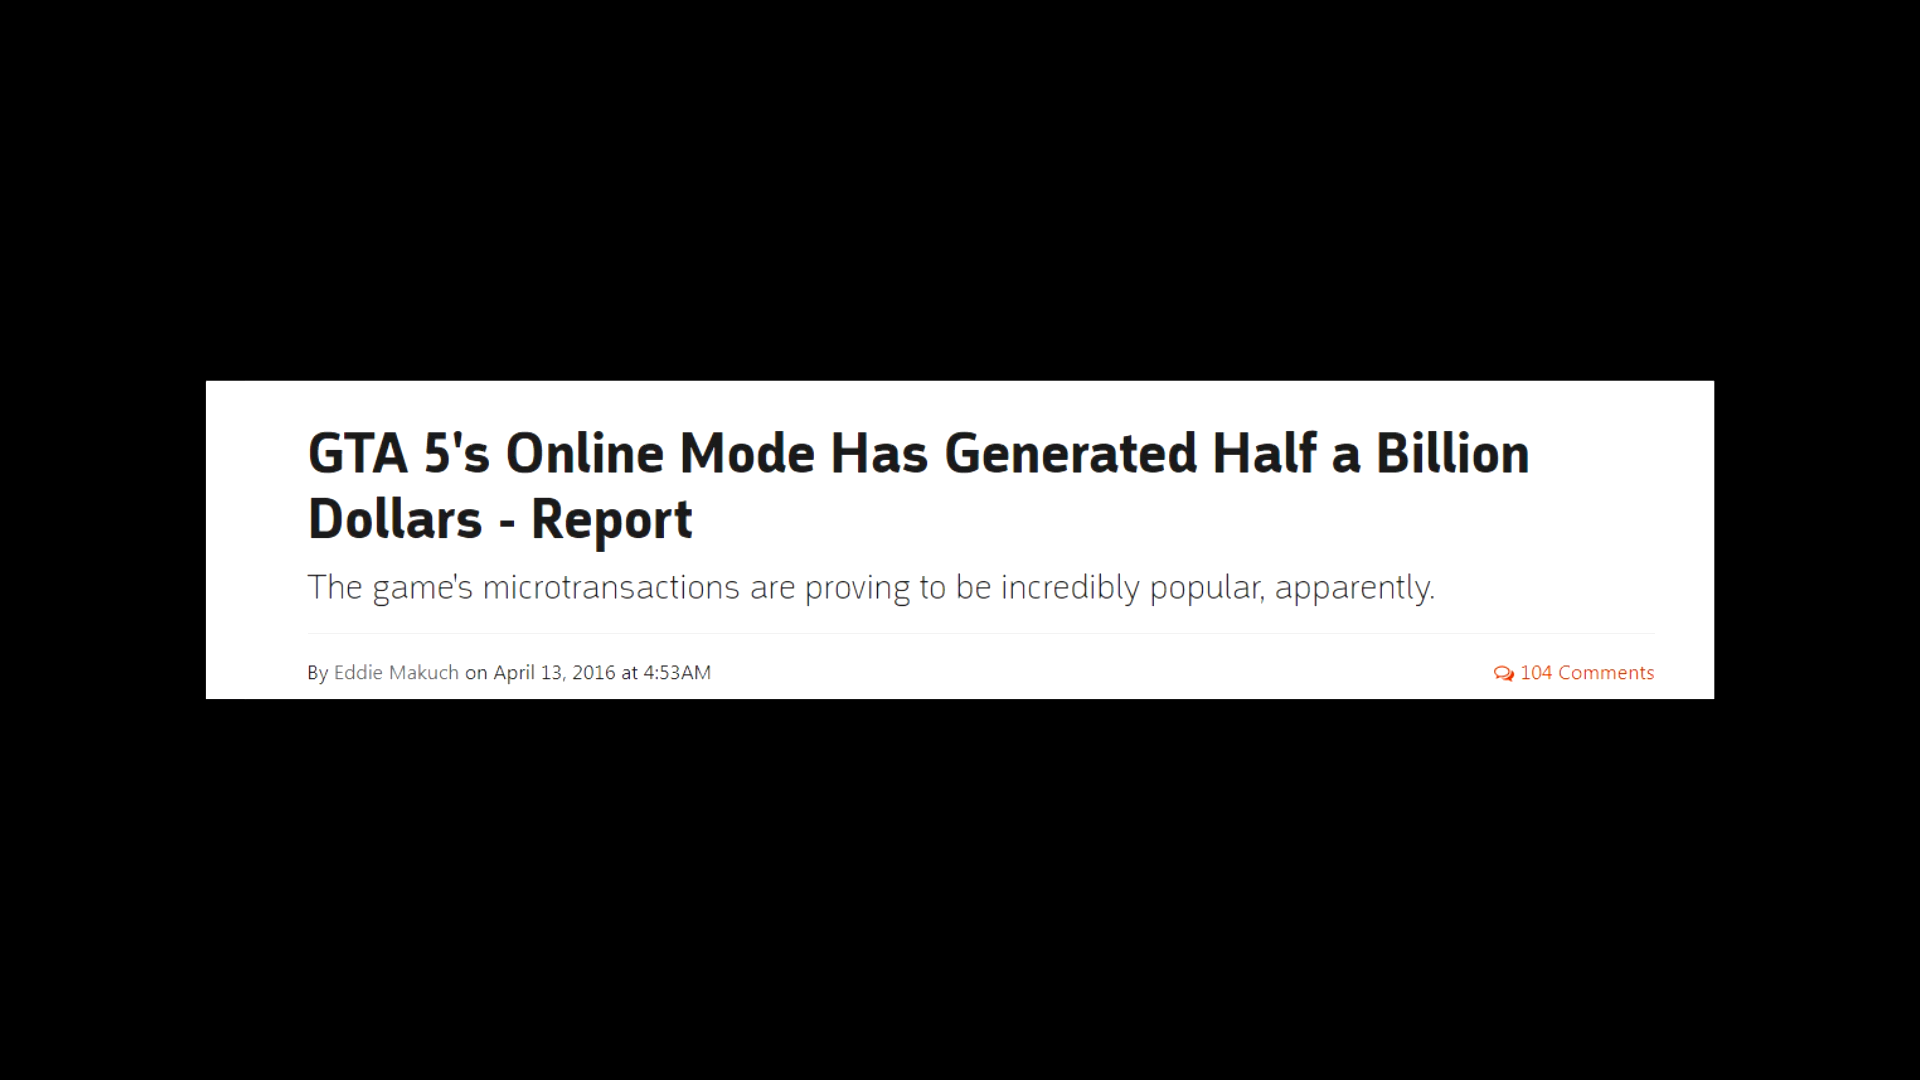 GTA 5's Online Mode Has Generated Half a Billion
Dollars - Report
The game's microtransactions are proving to be incredibly popular, apparently.
By Eddie Makuch on April 13, 2016 at 4:53AM
104 Comments